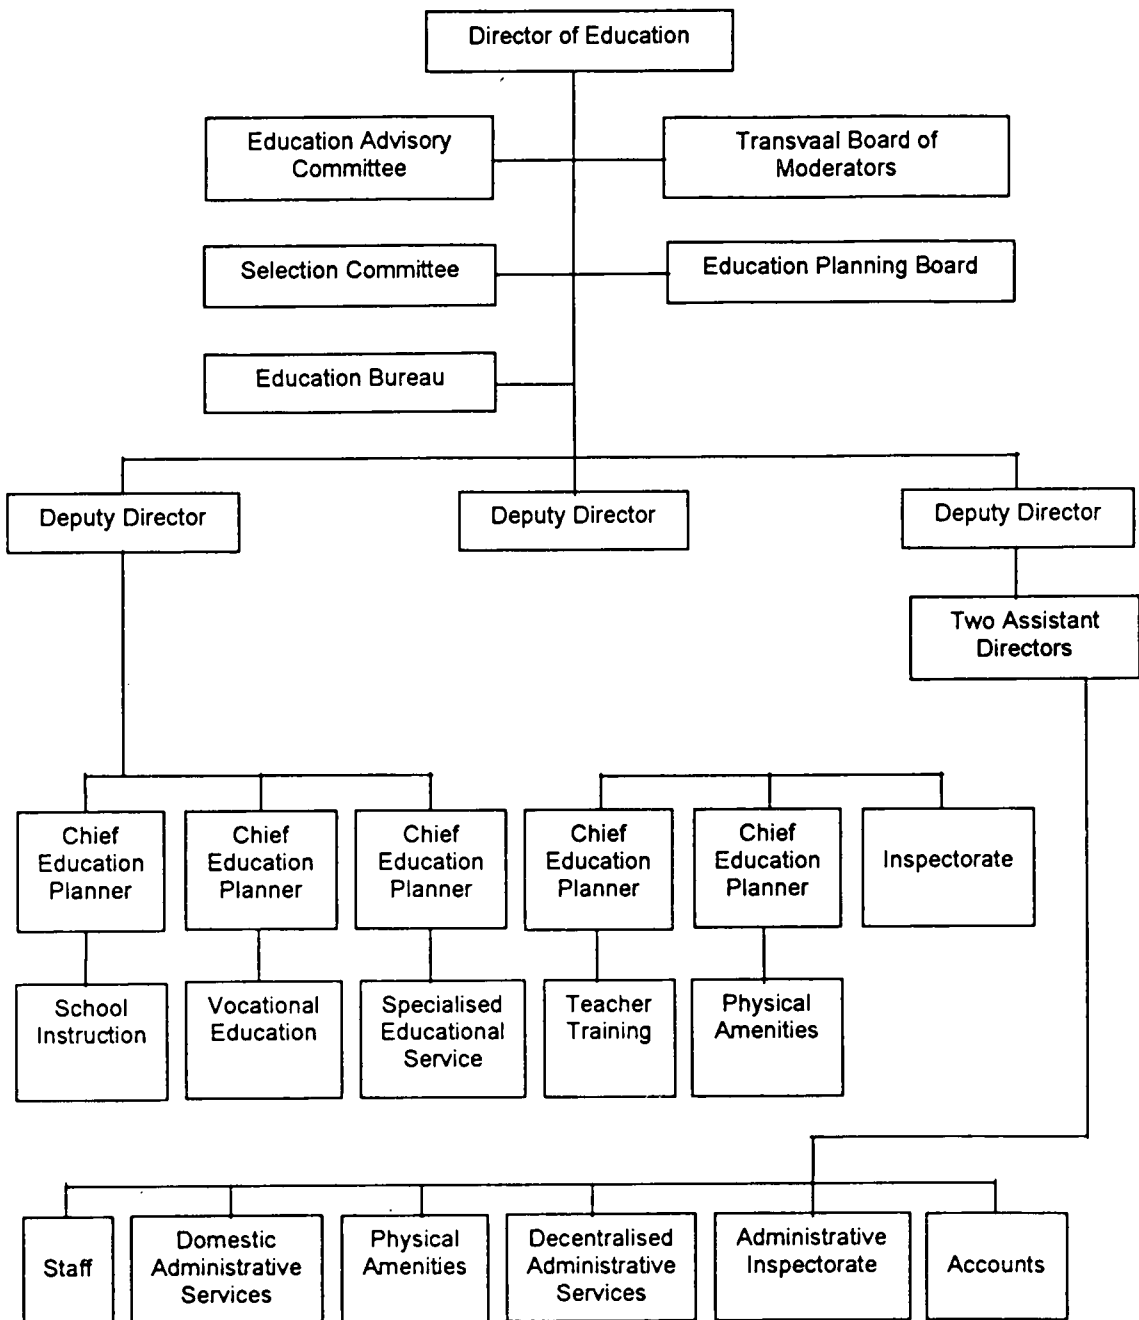 Director of Education
Education Advisory
Committee
Transvaal Board of
Moderators
Selection Committee
Education Planning Board
Education Bureau
Deputy Director
Deputy Director
Deputy Director
Two Assistant
Directors
Chief
Education
Planner
Chief
Education
Planner
Chief
Education
Planner
Chief
Education
Planner
Chief
Education
Planner
Inspectorate
School
Instruction
Vocational
Education
Specialised
Educational
Service
Teacher
Training
Physical
Amenities
Staff
Domestic
Administrative
Services
Physical
Amenities
Decentralised
Administrative
Services
Administrative
Inspectorate
Accounts